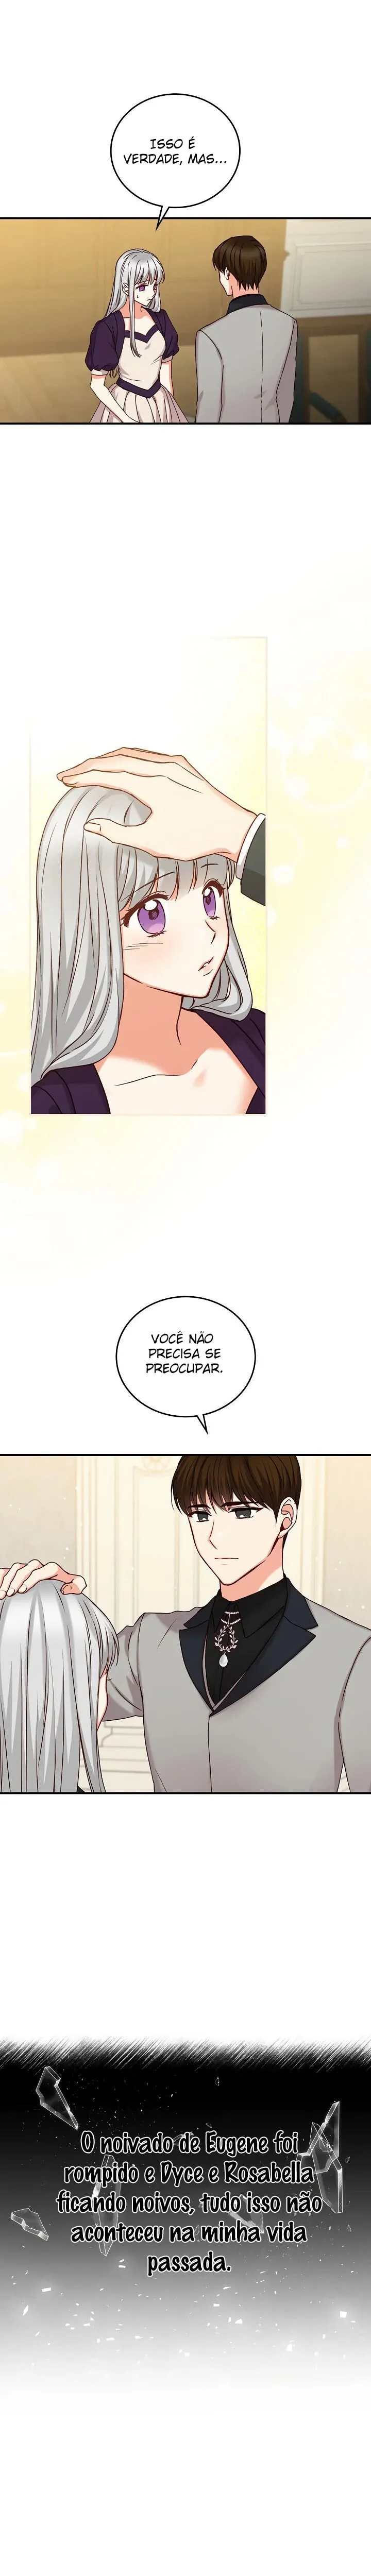 ISSO É
VERDADE, MAS...
VOCÊ NÃO
PRECISA SE
PREOCUPAR.
O noivado de Eugene foi
rompido e Dyce e Rosabella
ficando noivos, tudo isso não
aconteceu na minha vida
passada.